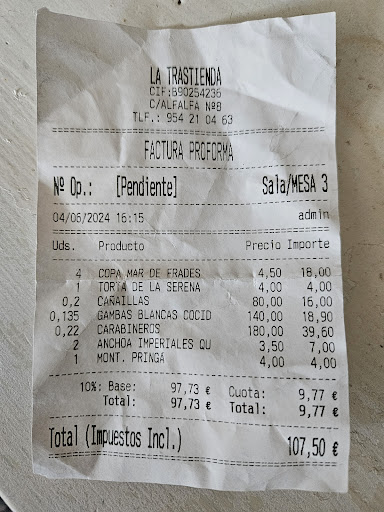 LA TRASTIENDA
CIF:B90254236
C/ALFALFA Nº8
TLF.: 954 21 04 63
FACTURA PROFORMA
Nº Op.: [Pendiente] Sala/MESA 3
04/06/2024 16:15 admin
Uds. Producto Precio Importe
4 COPA MAR DE FRADES 4,50 18,00
1 TORTA DE LA SERENA 4,00 4,00
0,2 CAÑAILLAS 80,00 16,00
0,135 GAMBAS BLANCAS COCID 140,00 18,90
0,22 CARABINEROS 180,00 39,60
2 ANCHOA IMPERIALES QU 3,50 7,00
1 MONT. PRINGÁ 4,00 4,00
10%: Base: 97,73 € Cuota: 9,77 €
Total: 97,73 € Total: 9,77 €
Total (Impuestos Incl.) 107,50 €